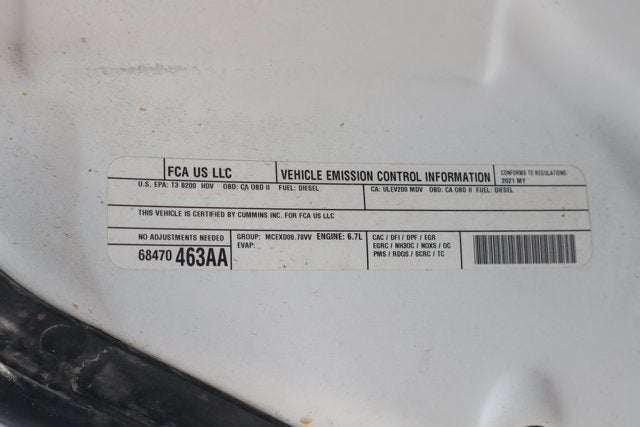 FCA US LLC VEHICLE EMISSION CONTROL INFORMATION CONFORMS TO REGULATIONS:
2021 MY
U.S. EPA: T3 B200 HDV OBD: CA OBD II FUEL: DIESEL CA: ULEV200 MDV OBD: CA OBD II FUEL: DIESEL
THIS VEHICLE IS CERTIFIED BY CUMMINS INC. FOR FCA US LLC
NO ADJUSTMENTS NEEDED
68470 463AA
GROUP: MCEXD06.78VV ENGINE: 6.7L
EVAP:
CAC / DFI / DPF / EGR
EGRC / NH3OC / NOXS / OC
PMS / RDQS / SCRC / TC